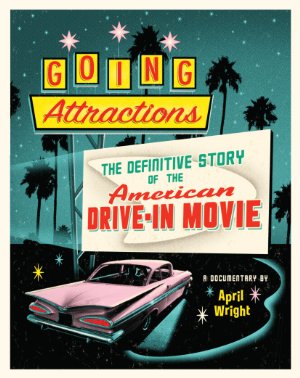 GOING
Attractions
THE DEFINITIVE STORY
OF THE
American
DRIVE-IN MOVIE
A DOCUMENTARY BY
April
Wright